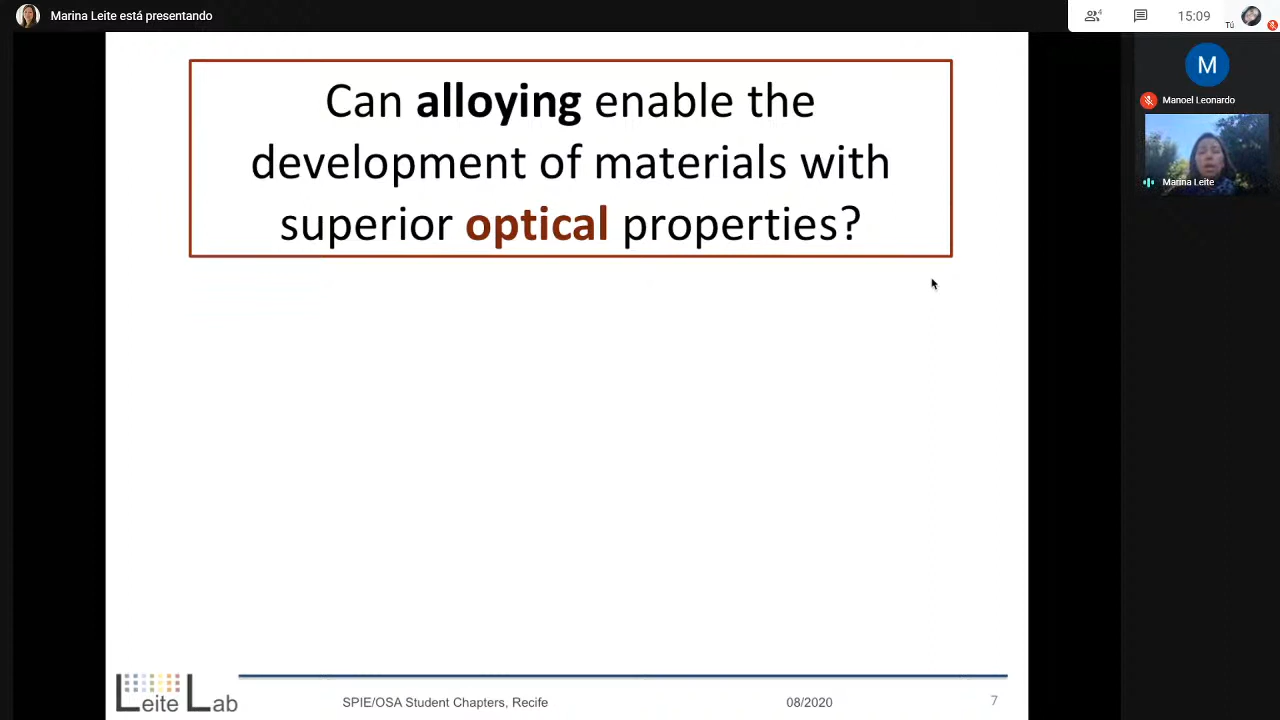 Marina Leite está presentando
4
15:09
Tú
M
Manoel Leonardo
Marina Leite
Can alloying enable the
development of materials with
superior optical properties?
Leite Lab
SPIE/OSA Student Chapters, Recife
08/2020
7